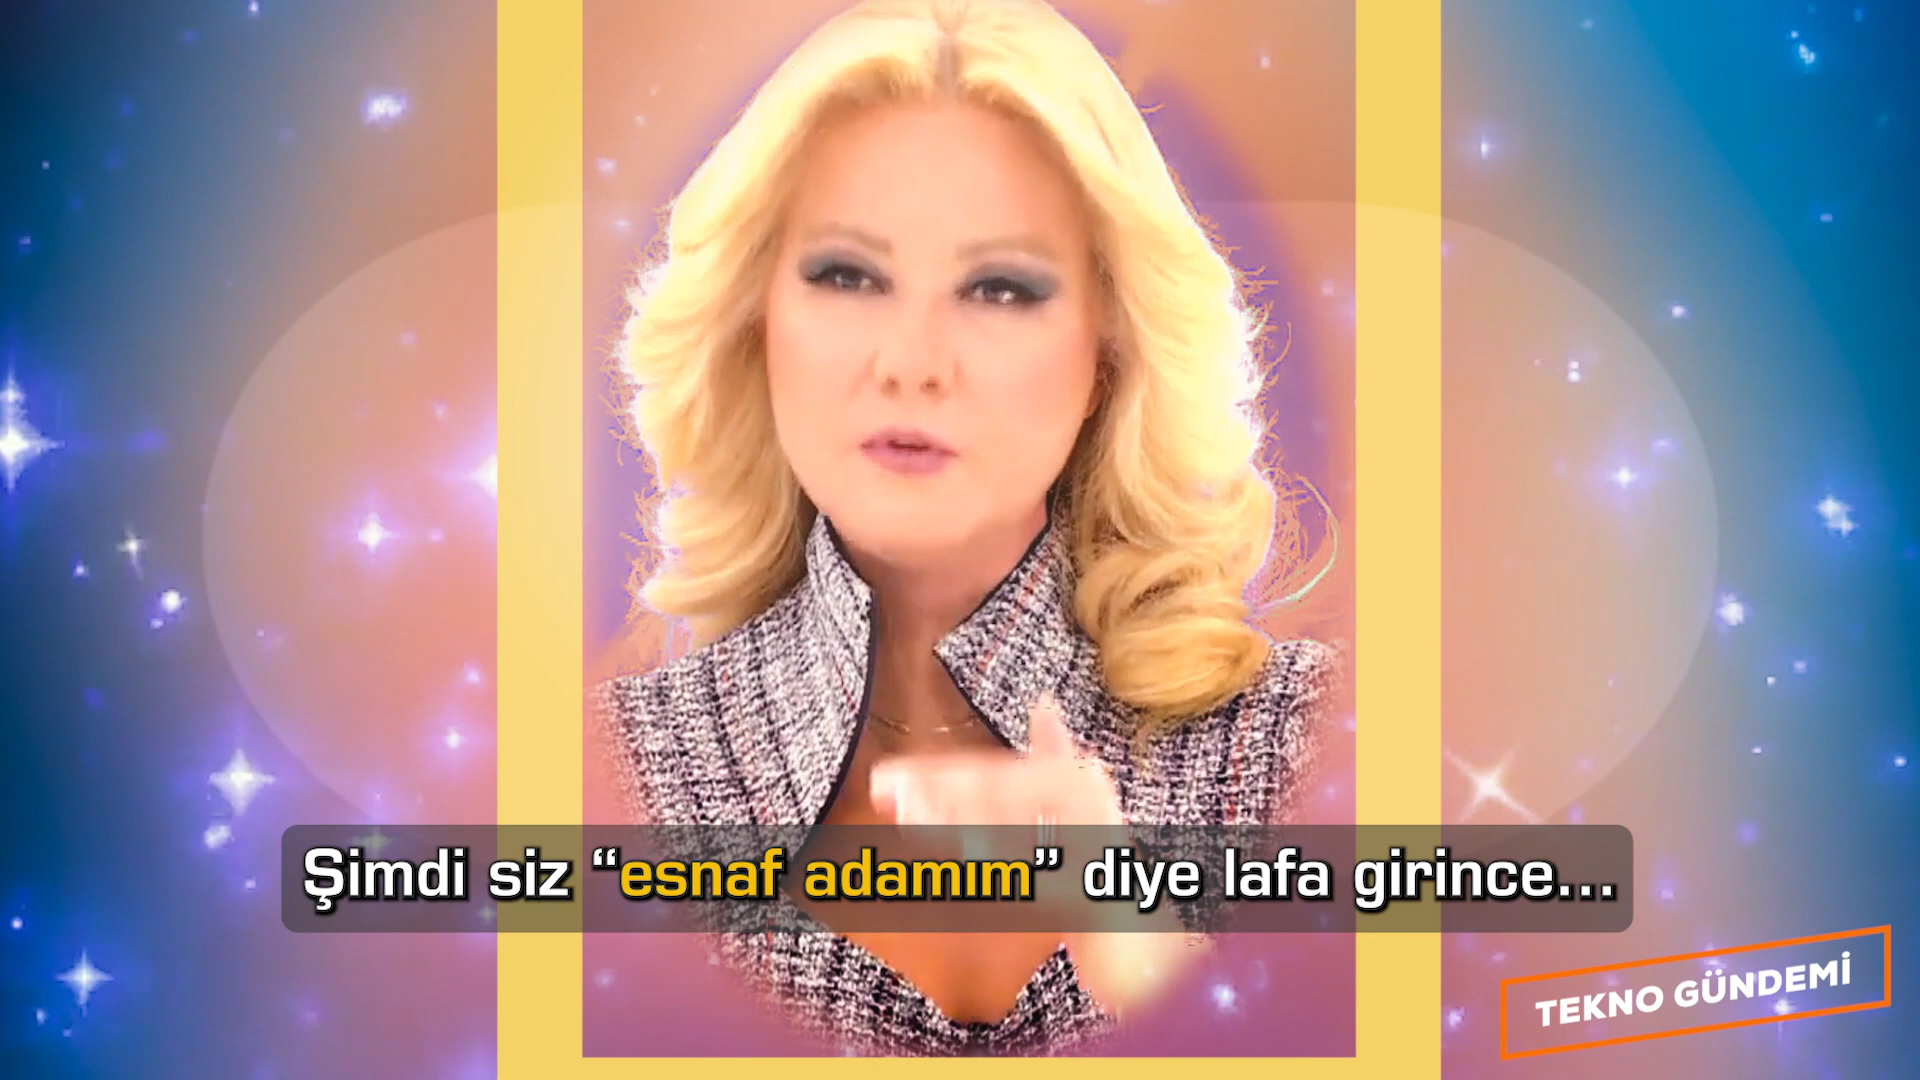 Şimdi siz “esnaf adamım” diye lafa girince...
TEKNO GÜNDEMİ